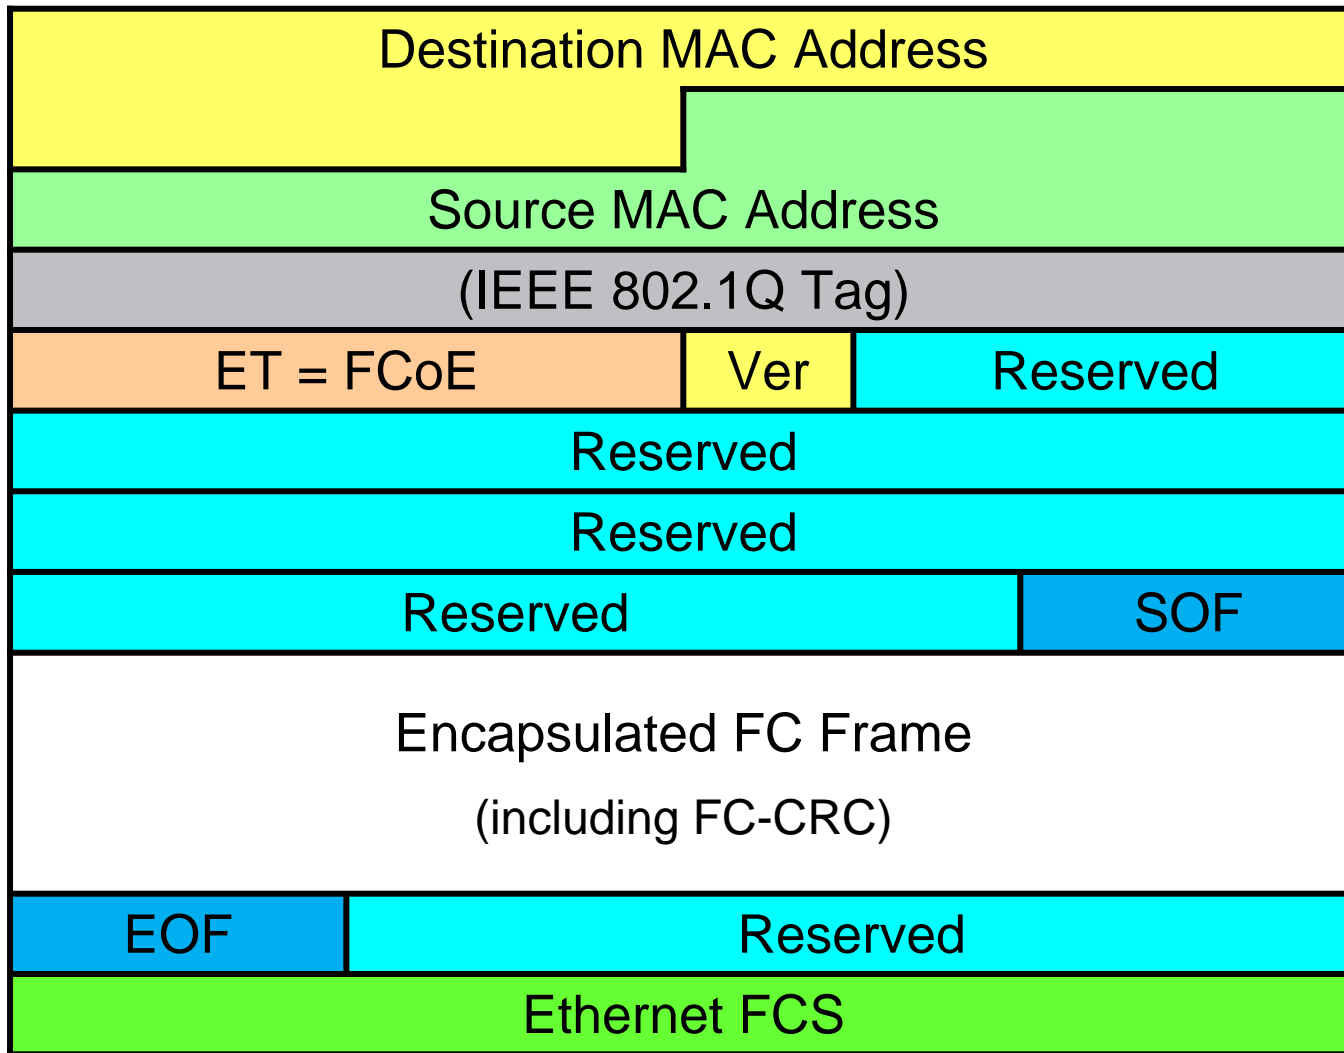 Destination MAC Address
Source MAC Address
(IEEE 802.1Q Tag)
ET = FCoE Ver Reserved
Reserved
Reserved
Reserved SOF
Encapsulated FC Frame
(including FC-CRC)
EOF Reserved
Ethernet FCS